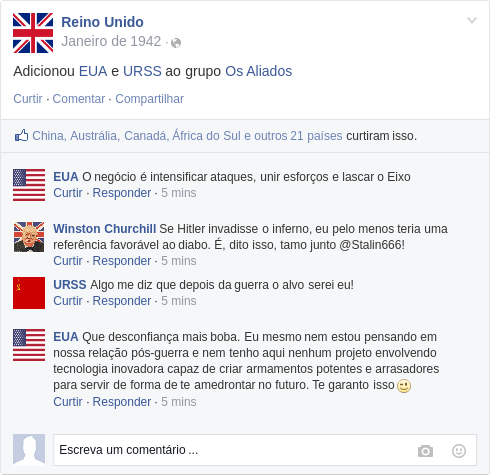 Reino Unido
Janeiro de 1942 ·
Adicionou EUA e URSS ao grupo Os Aliados
Curtir · Comentar · Compartilhar
China, Austrália, Canadá, África do Sul e outros 21 países curtiram isso.
EUA O negócio é intensificar ataques, unir esforços e lascar o Eixo
Curtir · Responder · 5 mins
Winston Churchill Se Hitler invadisse o inferno, eu pelo menos teria uma
referência favorável ao diabo. É, dito isso, tamo junto @Stalin666!
Curtir · Responder · 5 mins
URSS Algo me diz que depois da guerra o alvo serei eu!
Curtir · Responder · 5 mins
EUA Que desconfiança mais boba. Eu mesmo nem estou pensando em
nossa relação pós-guerra e nem tenho aqui nenhum projeto envolvendo
tecnologia inovadora capaz de criar armamentos potentes e arrasadores
para servir de forma de te amedrontar no futuro. Te garanto isso
Curtir · Responder · 5 mins
Escreva um comentário ...